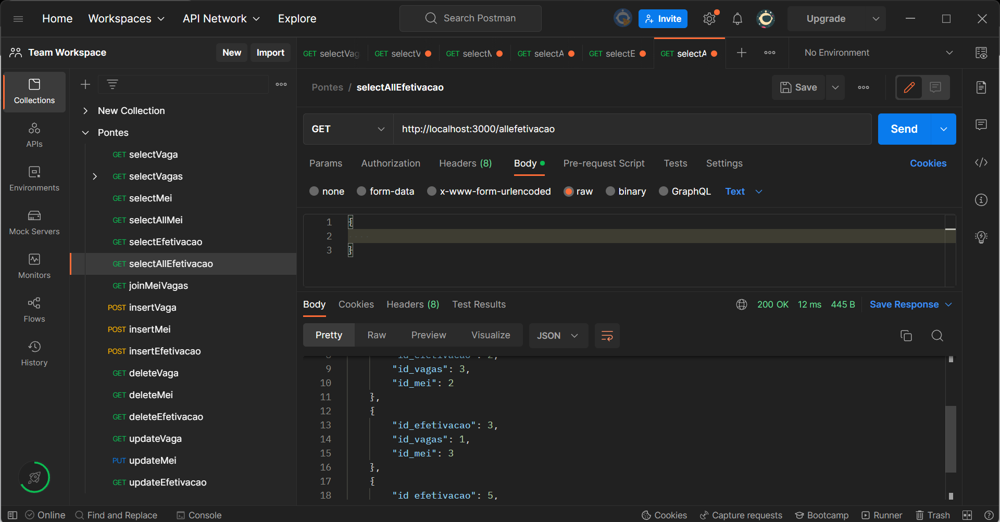 Home Workspaces API Network Explore Search Postman Invite Upgrade
Team Workspace New Import
GET selectVag GET selectV GET selectM GET selectA GET selectE GET selectA No Environment
Collections
APIs
Environments
Mock Servers
Monitors
Flows
History
New Collection
Pontes
GET selectVaga
GET selectVagas
GET selectMei
GET selectAllMei
GET selectEfetivacao
GET selectAllEfetivacao
GET joinMeiVagas
POST insertVaga
POST insertMei
POST insertEfetivacao
GET deleteVaga
GET deleteMei
GET deleteEfetivacao
GET updateVaga
PUT updateMei
GET updateEfetivacao
Pontes / selectAllEfetivacao Save
GET http://localhost:3000/allefetivacao Send
Params Authorization Headers (8) Body Pre-request Script Tests Settings Cookies
none form-data x-www-form-urlencoded raw binary GraphQL Text
1 {
2
3 }
Body Cookies Headers (8) Test Results 200 OK 12 ms 445 B Save Response
Pretty Raw Preview Visualize JSON
8 "id_efetivacao": 2,
9 "id_vagas": 3,
10 "id_mei": 2
11 },
12 {
13 "id_efetivacao": 3,
14 "id_vagas": 1,
15 "id_mei": 3
16 },
17 {
18 "id_efetivacao": 5,
Online Find and Replace Console Cookies Capture requests Bootcamp Runner Trash